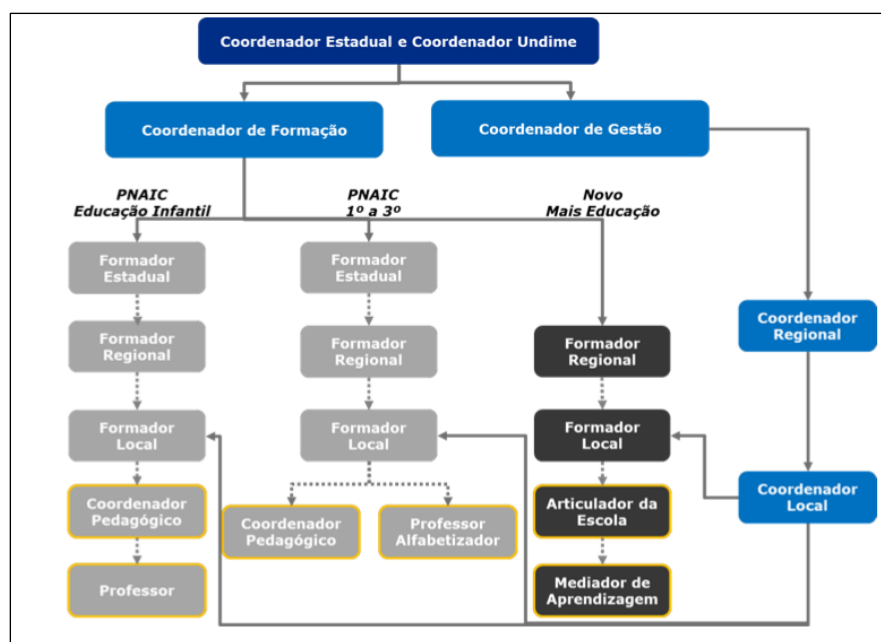 Coordenador Estadual e Coordenador Undime
Coordenador de Formação
Coordenador de Gestão
PNAIC
Educação Infantil
PNAIC
1º a 3º
Novo
Mais Educação
Formador
Estadual
Formador
Estadual
Formador
Regional
Formador
Regional
Formador
Regional
Coordenador
Regional
Formador
Local
Formador
Local
Formador
Local
Coordenador
Local
Coordenador
Pedagógico
Coordenador
Pedagógico
Professor
Alfabetizador
Articulador da
Escola
Professor
Mediador de
Aprendizagem